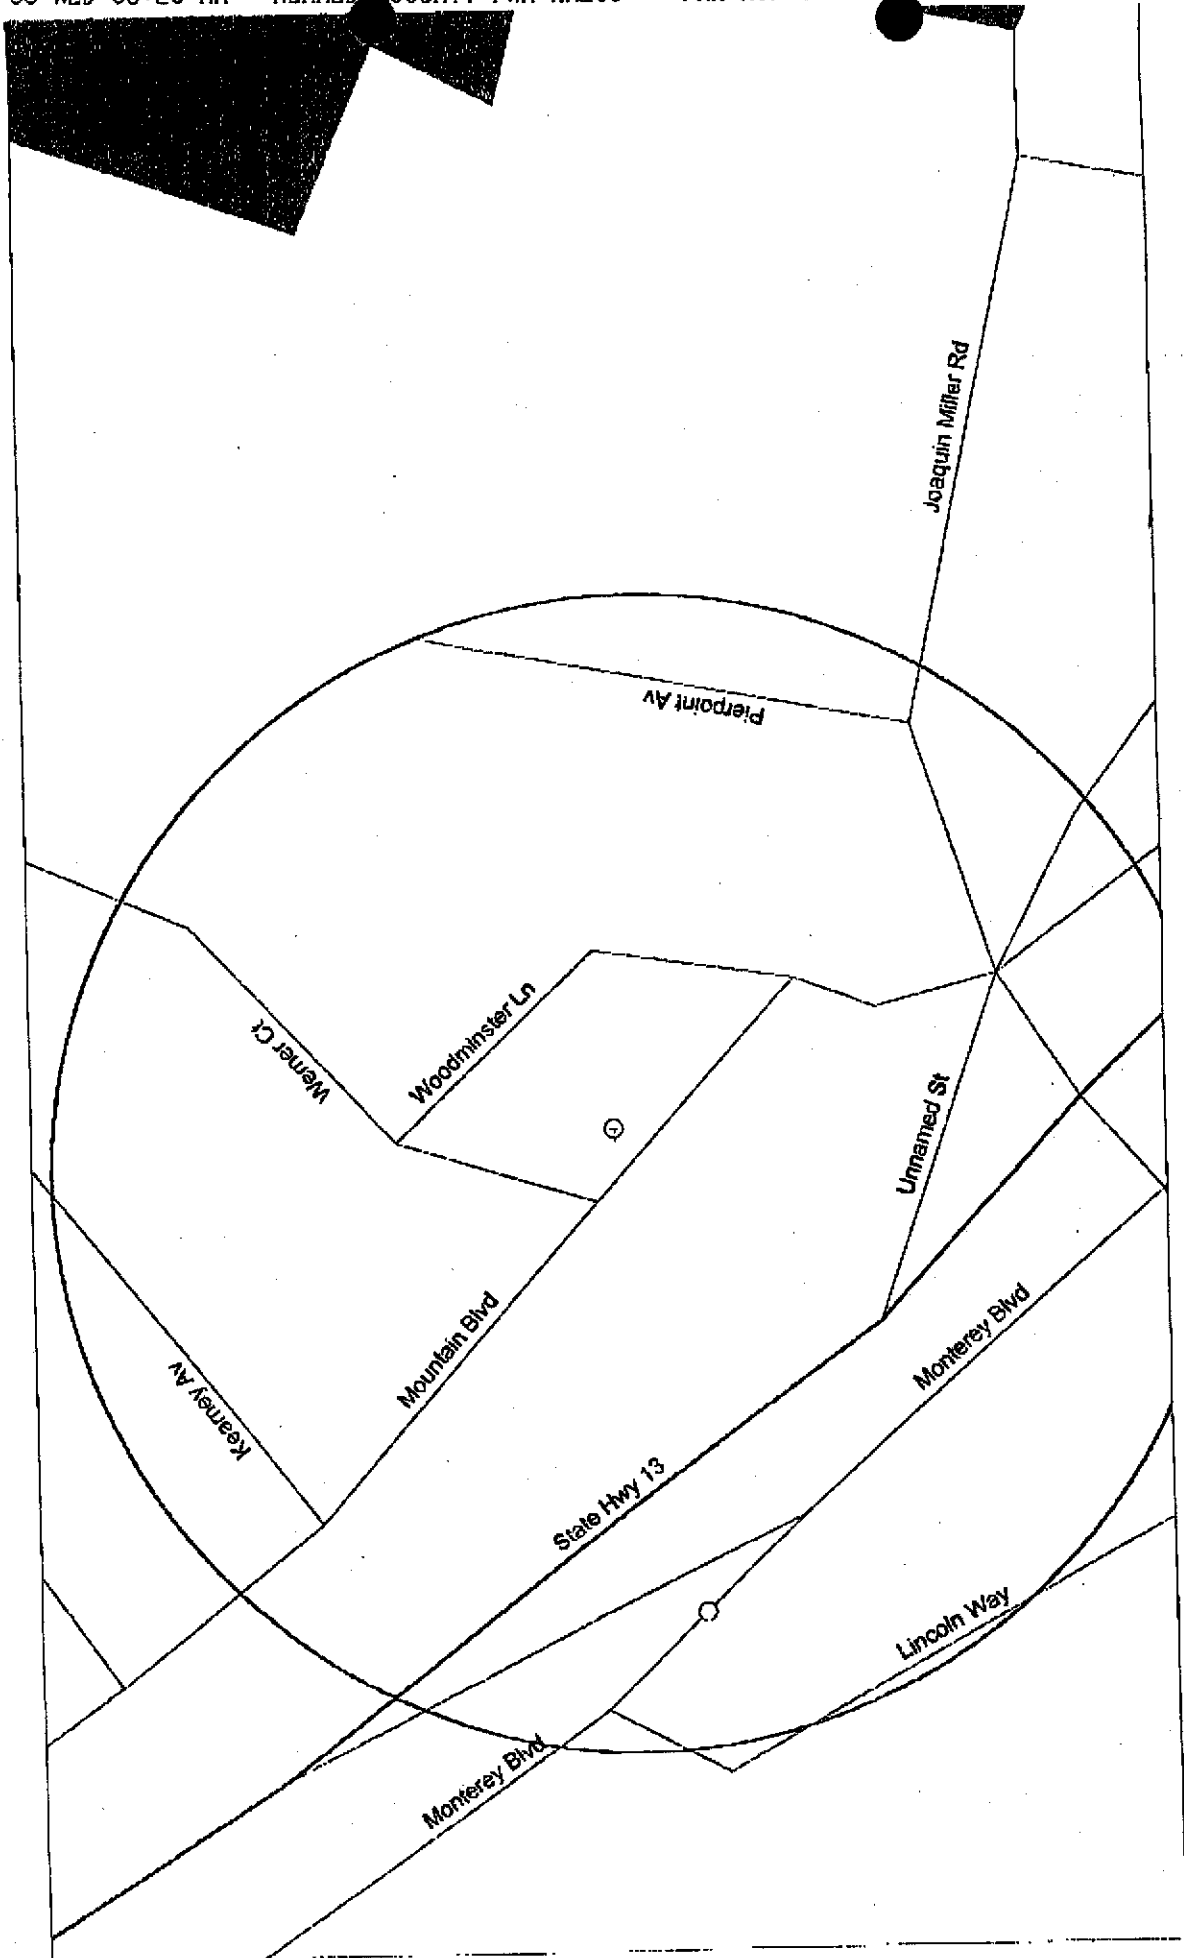 Joaquin Miller Rd
Pierpoint Av
Woodminster Ln
Werner Ct
Unnamed St
Mountain Blvd
Monterey Blvd
Kearney Av
State Hwy 13
Lincoln Way
Monterey Blvd